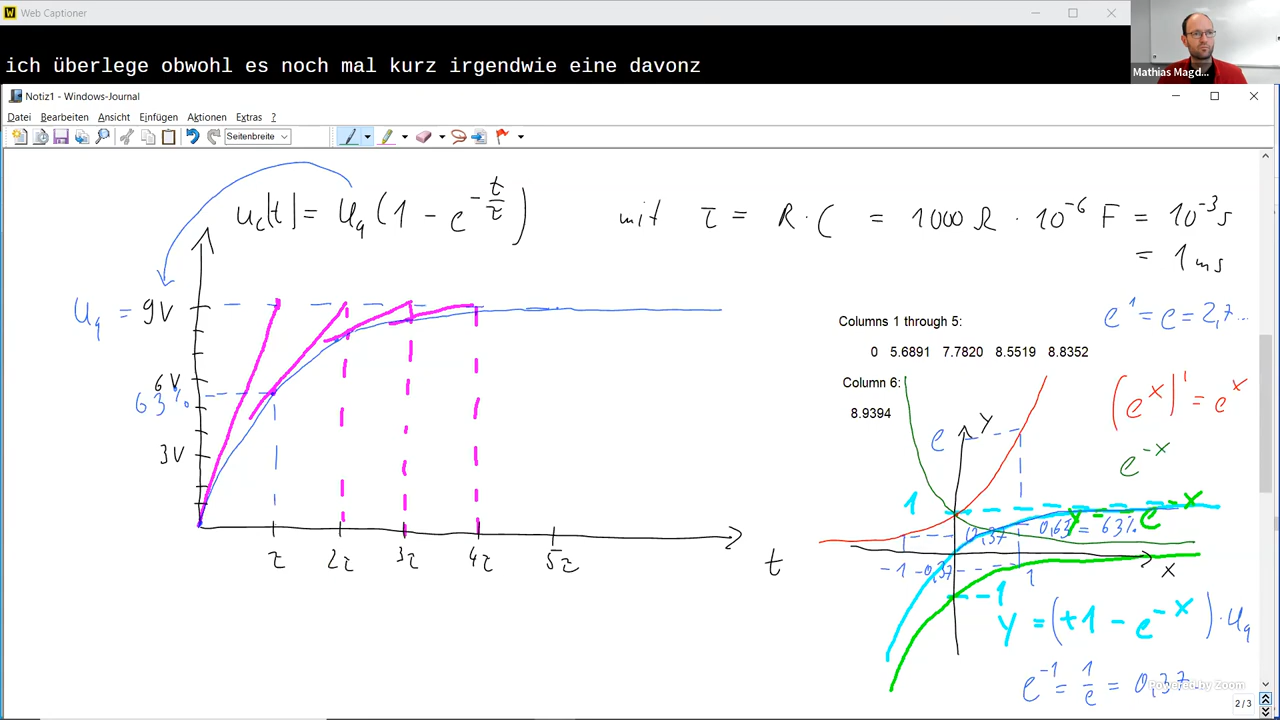 Web Captioner
ich überlege obwohl es noch mal kurz irgendwie eine davonz
Mathias Magd...
Notiz1 - Windows-Journal
Datei Bearbeiten Ansicht Einfügen Aktionen Extras ?
Seitenbreite
u_c(t) = U_q (1 - e^{-t/τ}) mit τ = R · C = 1000 Ω · 10^{-6} F = 10^{-3} s
= 1 ms
U_q = 9V
6V
63%
3V
τ 2τ 3τ 4τ 5τ t
e^1 = e = 2,7...
Columns 1 through 5:
0 5.6891 7.7820 8.5519 8.8352
Column 6:
8.9394
(e^x)' = e^x
e^{-x}
e y
1
y = - e^{-x}
0,37 0,63 = 63%
-1 -0,37 1 x
-1
y = (+1 - e^{-x}) · U_q
e^{-1} = 1/e = 0,37
Powered by Zoom
2 / 3